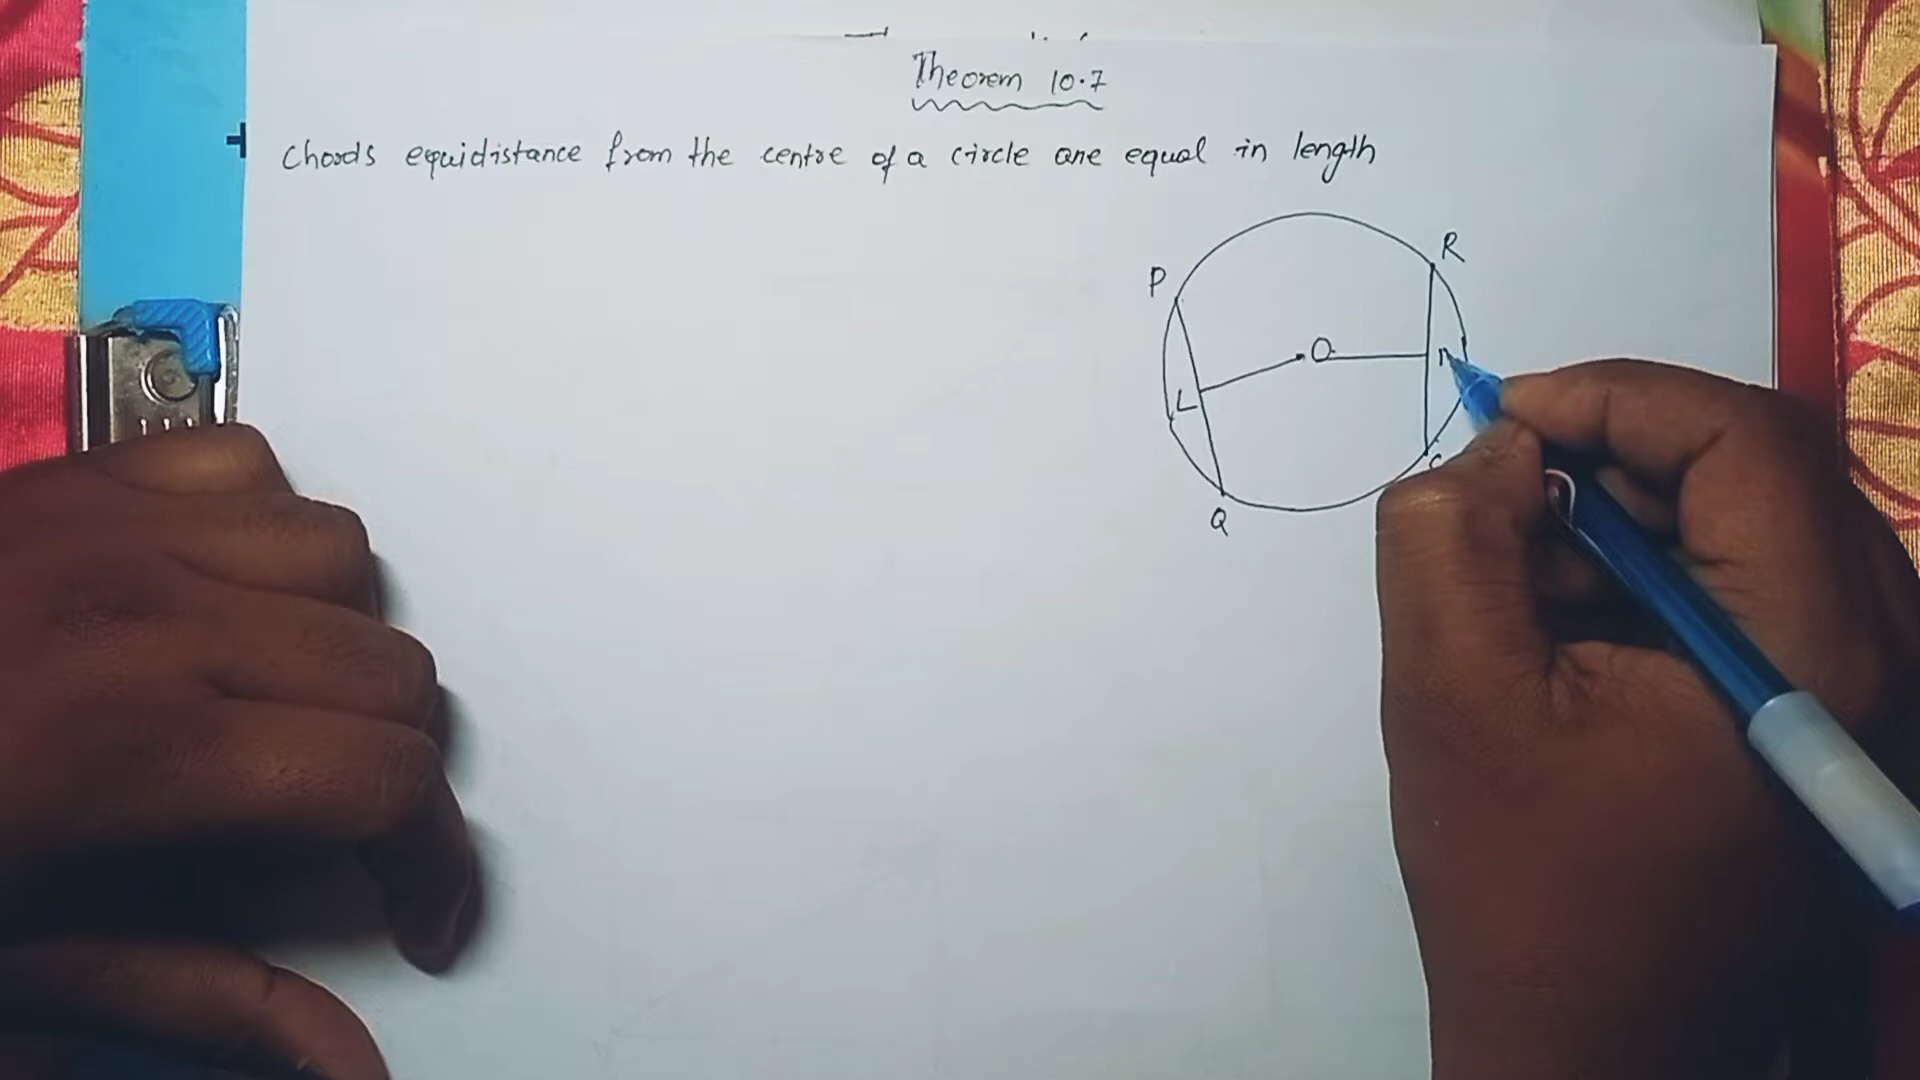 Theorem 10.7
Chords equidistance from the centre of a circle are equal in length
R
P
O
L
Q